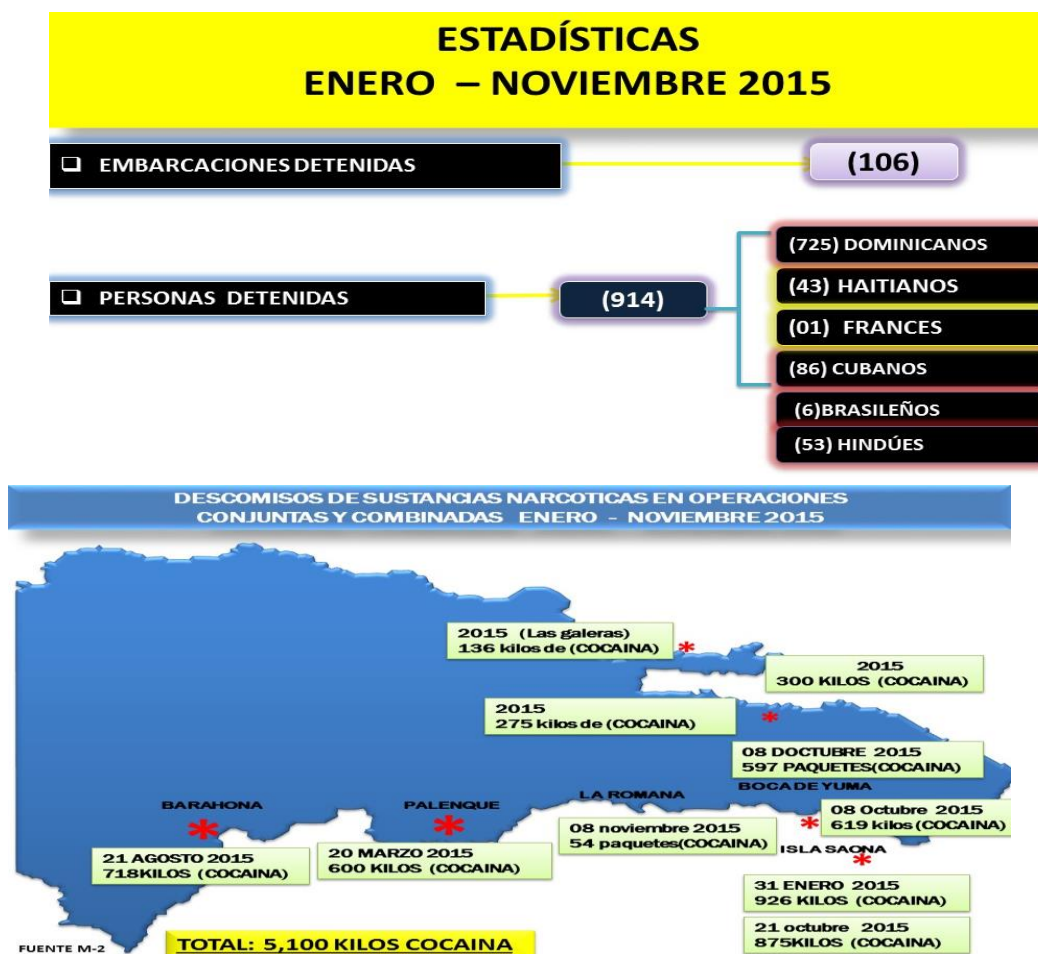 ESTADÍSTICAS
ENERO – NOVIEMBRE 2015
❑ EMBARCACIONES DETENIDAS
(106)
❑ PERSONAS DETENIDAS
(914)
(725) DOMINICANOS
(43) HAITIANOS
(01) FRANCES
(86) CUBANOS
(6)BRASILEÑOS
(53) HINDÚES
DESCOMISOS DE SUSTANCIAS NARCOTICAS EN OPERACIONES
CONJUNTAS Y COMBINADAS ENERO - NOVIEMBRE 2015
2015 (Las galeras)
136 kilos de (COCAINA)
2015
300 KILOS (COCAINA)
2015
275 kilos de (COCAINA)
08 DOCTUBRE 2015
597 PAQUETES(COCAINA)
BOCA DE YUMA
LA ROMANA
PALENQUE
BARAHONA
08 Octubre 2015
619 kilos (COCAINA)
08 noviembre 2015
54 paquetes(COCAINA)
ISLA SAONA
20 MARZO 2015
600 KILOS (COCAINA)
21 AGOSTO 2015
718KILOS (COCAINA)
31 ENERO 2015
926 KILOS (COCAINA)
21 octubre 2015
875KILOS (COCAINA)
FUENTE M-2
TOTAL: 5,100 KILOS COCAINA